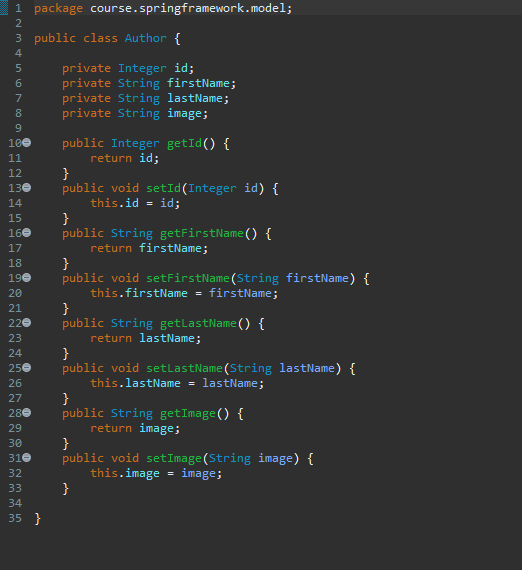 1 package course.springframework.model;
2
3 public class Author {
4
5     private Integer id;
6     private String firstName;
7     private String lastName;
8     private String image;
9
10     public Integer getId() {
11         return id;
12     }
13     public void setId(Integer id) {
14         this.id = id;
15     }
16     public String getFirstName() {
17         return firstName;
18     }
19     public void setFirstName(String firstName) {
20         this.firstName = firstName;
21     }
22     public String getLastName() {
23         return lastName;
24     }
25     public void setLastName(String lastName) {
26         this.lastName = lastName;
27     }
28     public String getImage() {
29         return image;
30     }
31     public void setImage(String image) {
32         this.image = image;
33     }
34
35 }